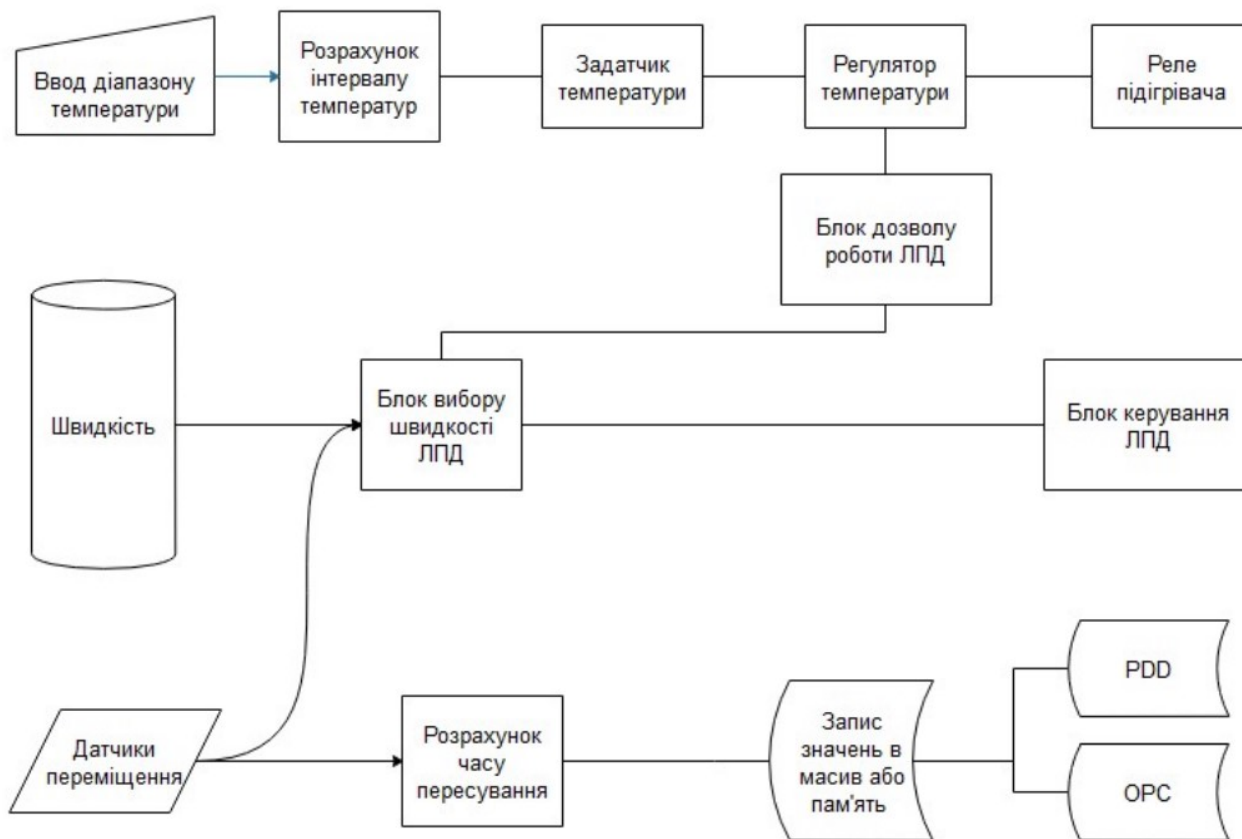 Ввод діапазону
температури
Розрахунок
інтервалу
температур
Задатчик
температури
Регулятор
температури
Реле
підігрівача
Блок дозволу
роботи ЛПД
Швидкість
Блок вибору
швидкості
ЛПД
Блок керування
ЛПД
Датчики
переміщення
Розрахунок
часу
пересування
Запис
значень в
масив або
пам'ять
PDD
OPC